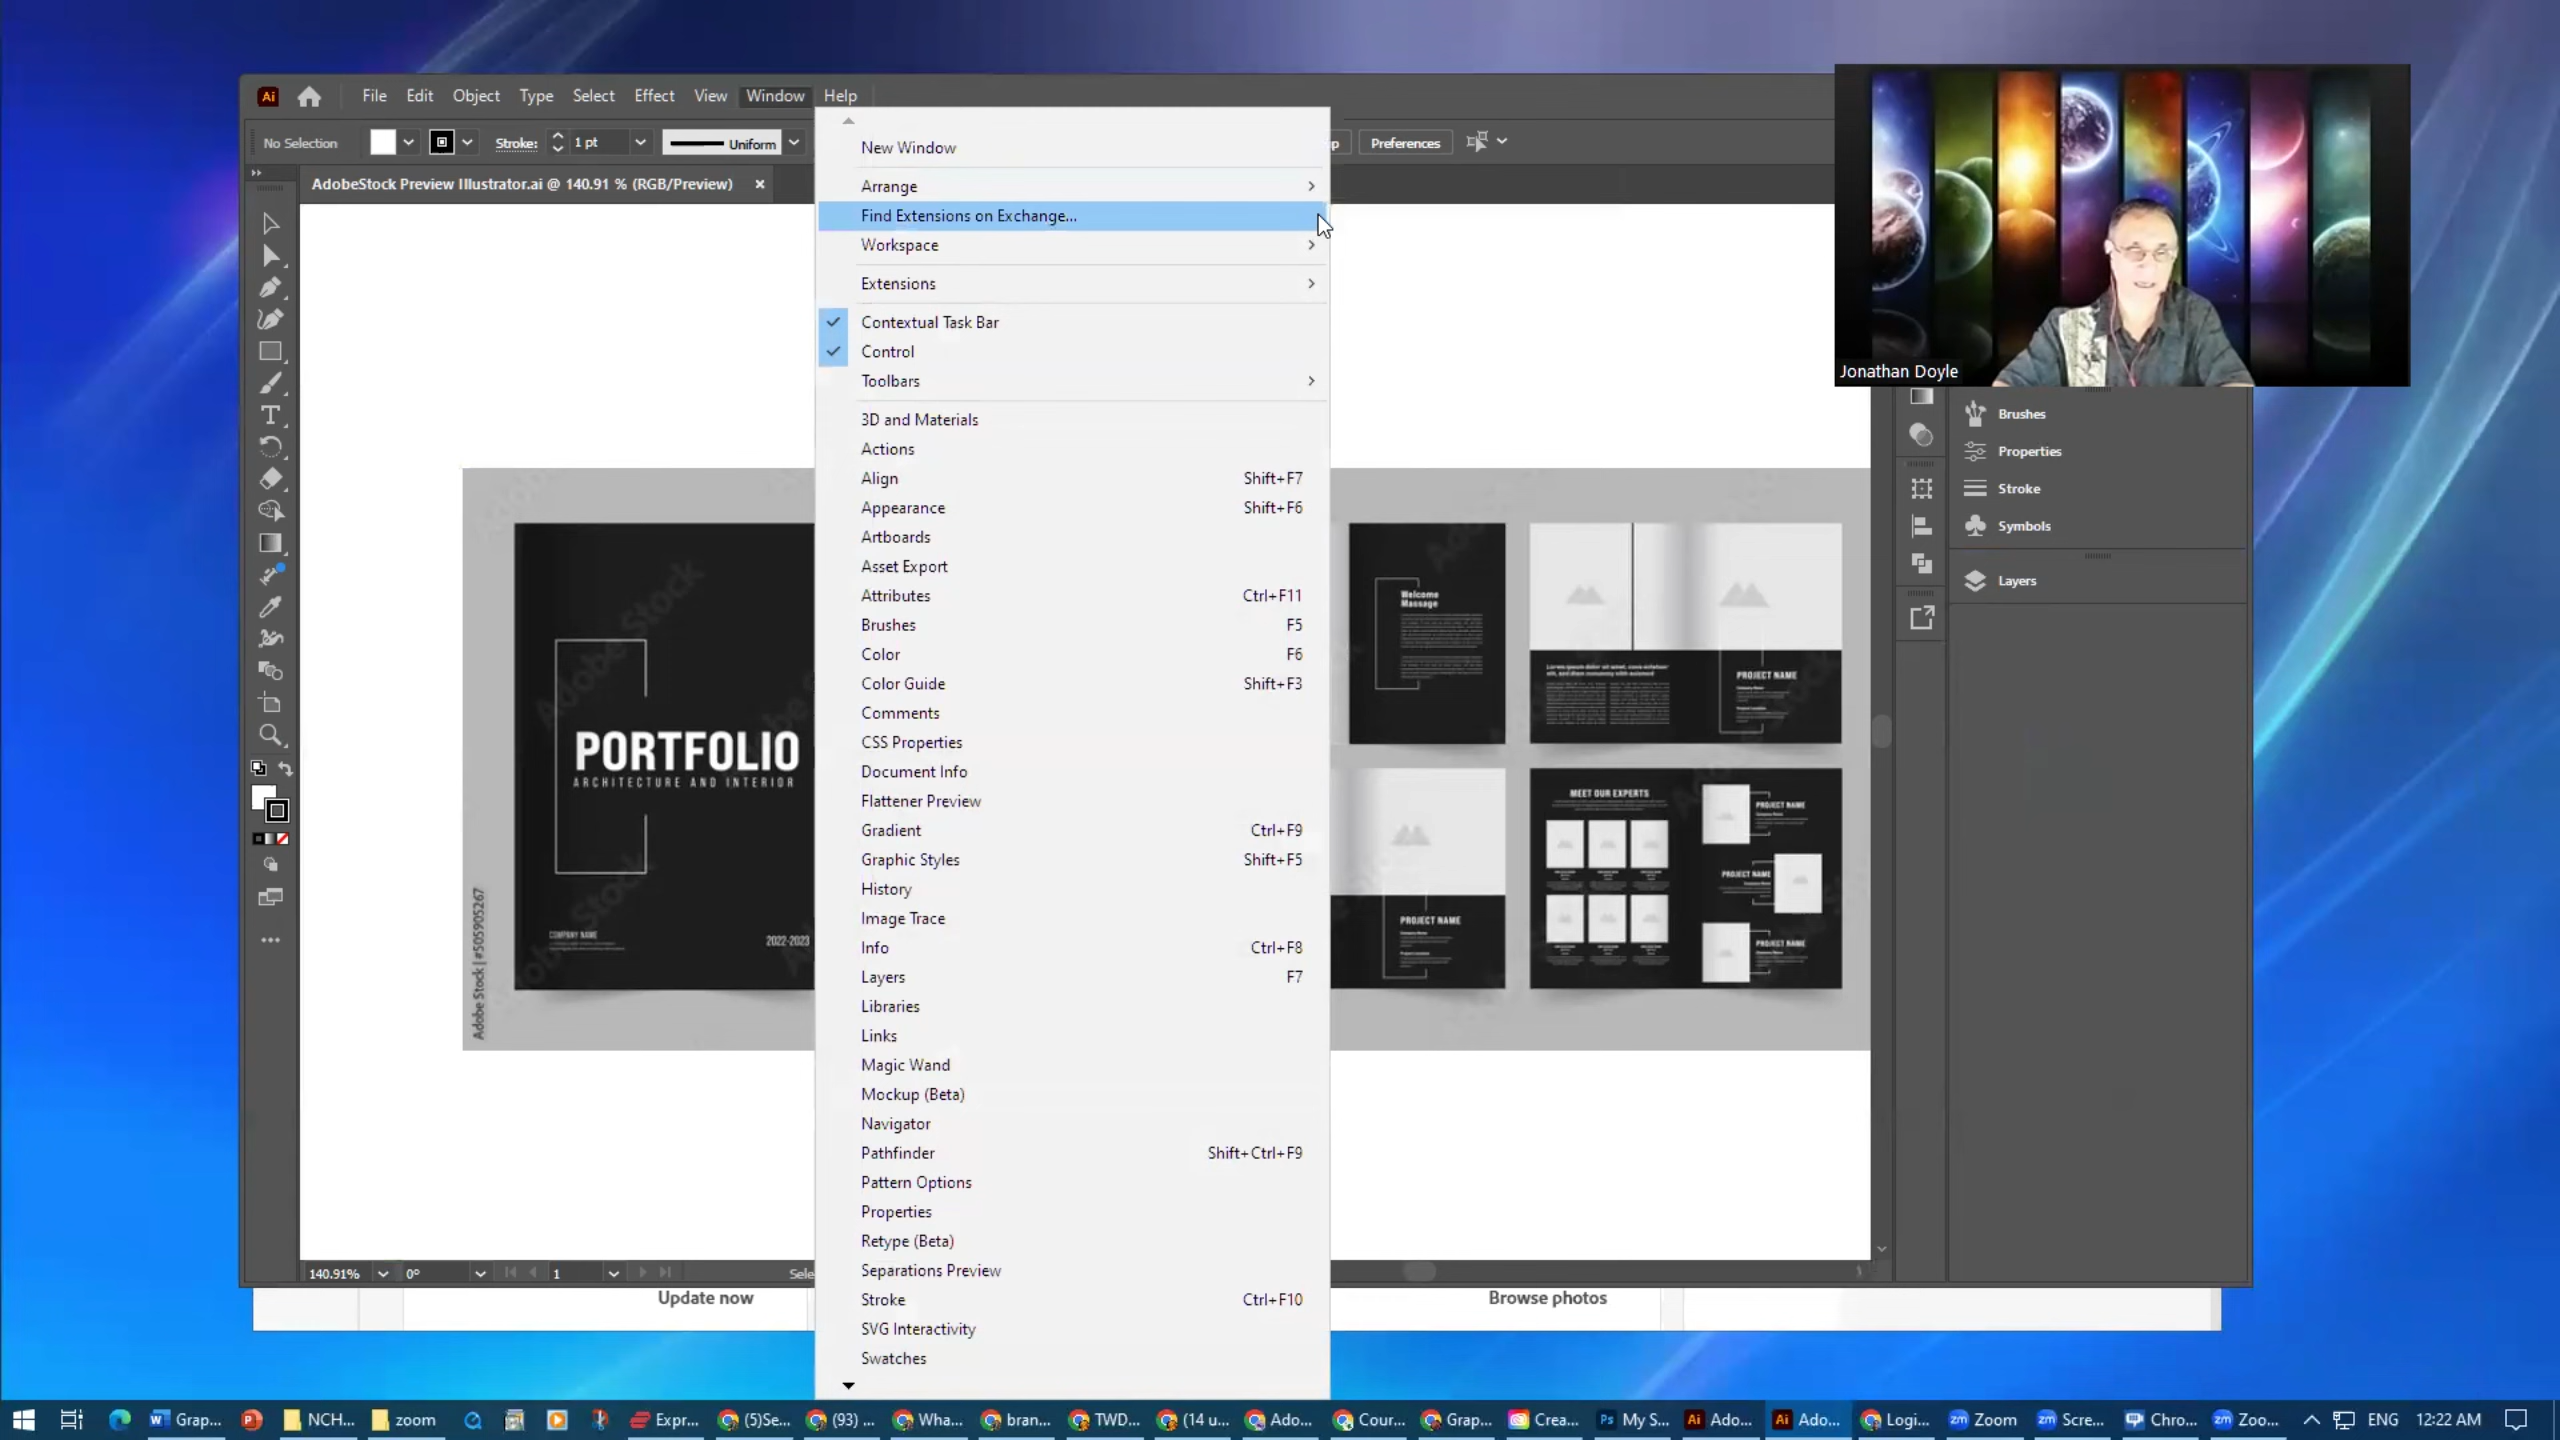 Ai File Edit Object Type Select Effect View Window Help
No Selection Stroke: 1 pt Uniform Preferences
AdobeStock Preview Illustrator.ai @ 140.91 % (RGB/Preview) ×
New Window
Arrange
Find Extensions on Exchange...
Workspace
Extensions
Contextual Task Bar
Control
Toolbars
3D and Materials
Actions
Align Shift+F7
Appearance Shift+F6
Artboards
Asset Export
Attributes Ctrl+F11
Brushes F5
Color F6
Color Guide Shift+F3
Comments
CSS Properties
Document Info
Flattener Preview
Gradient Ctrl+F9
Graphic Styles Shift+F5
History
Image Trace
Info Ctrl+F8
Layers F7
Libraries
Links
Magic Wand
Mockup (Beta)
Navigator
Pathfinder Shift+Ctrl+F9
Pattern Options
Properties
Retype (Beta)
Separations Preview
Stroke Ctrl+F10
SVG Interactivity
Swatches
Jonathan Doyle
Brushes
Properties
Stroke
Symbols
Layers
AdobeStock
PORTFOLIO
ARCHITECTURE AND INTERIOR
COMPANY NAME
2022-2023
Adobe Stock | #505905267
Welcome
Massage
PROJECT NAME
PROJECT NAME
MEET OUR EXPERTS
PROJECT NAME
PROJECT NAME
PROJECT NAME
140.91% 0° 1 Sele
Update now
Browse photos
Grap... NCH... zoom Expr... (5)Se... (93) ... Wha... bran... TWD... (14 u... Ado... Cour... Grap... Crea... My S... Ado... Ado... Logi... Zoom Scre... Chro... Zoo... ENG 12:22 AM